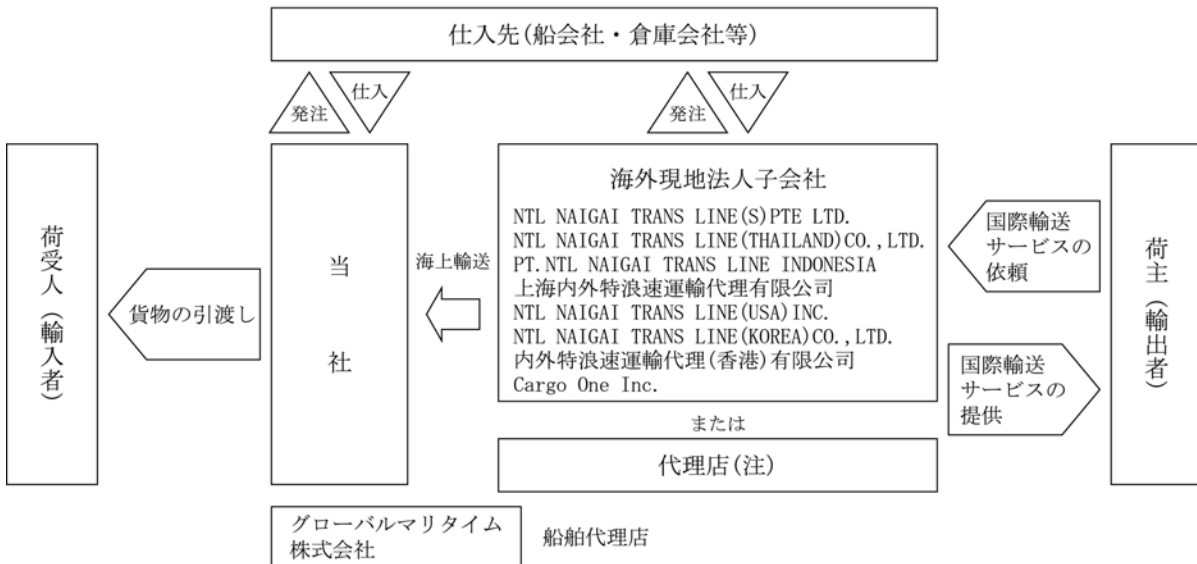 仕入先(船会社・倉庫会社等)
発注
仕入
発注
仕入
荷受人(輸入者)
貨物の引渡し
当社
海上輸送
海外現地法人子会社
NTL NAIGAI TRANS LINE(S)PTE LTD.
NTL NAIGAI TRANS LINE(THAILAND)CO.,LTD.
PT.NTL NAIGAI TRANS LINE INDONESIA
上海内外特浪速運輸代理有限公司
NTL NAIGAI TRANS LINE(USA)INC.
NTL NAIGAI TRANS LINE(KOREA)CO.,LTD.
内外特浪速運輸代理(香港)有限公司
Cargo One Inc.
または
代理店(注)
国際輸送
サービスの
依頼
国際輸送
サービスの
提供
荷主(輸出者)
グローバルマリタイム
株式会社
船舶代理店